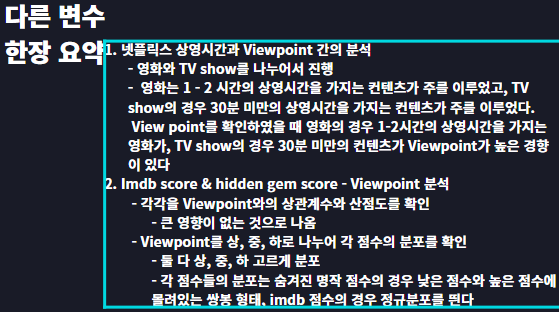 다른 변수
한장 요약
1. 넷플릭스 상영시간과 Viewpoint 간의 분석
- 영화와 TV show를 나누어서 진행
- 영화는 1 - 2 시간의 상영시간을 가지는 컨텐츠가 주를 이루었고, TV
show의 경우 30분 미만의 상영시간을 가지는 컨텐츠가 주를 이루었다.
View point를 확인하였을 때 영화의 경우 1-2시간의 상영시간을 가지는
영화가, TV show의 경우 30분 미만의 컨텐츠가 Viewpoint가 높은 경향
이 있다
2. Imdb score & hidden gem score - Viewpoint 분석
- 각각을 Viewpoint와의 상관계수와 산점도를 확인
- 큰 영향이 없는 것으로 나옴
- Viewpoint를 상, 중, 하로 나누어 각 점수의 분포를 확인
- 둘 다 상, 중, 하 고르게 분포
- 각 점수들의 분포는 숨겨진 명작 점수의 경우 낮은 점수와 높은 점수에
몰려있는 쌍봉 형태, imdb 점수의 경우 정규분포를 띈다